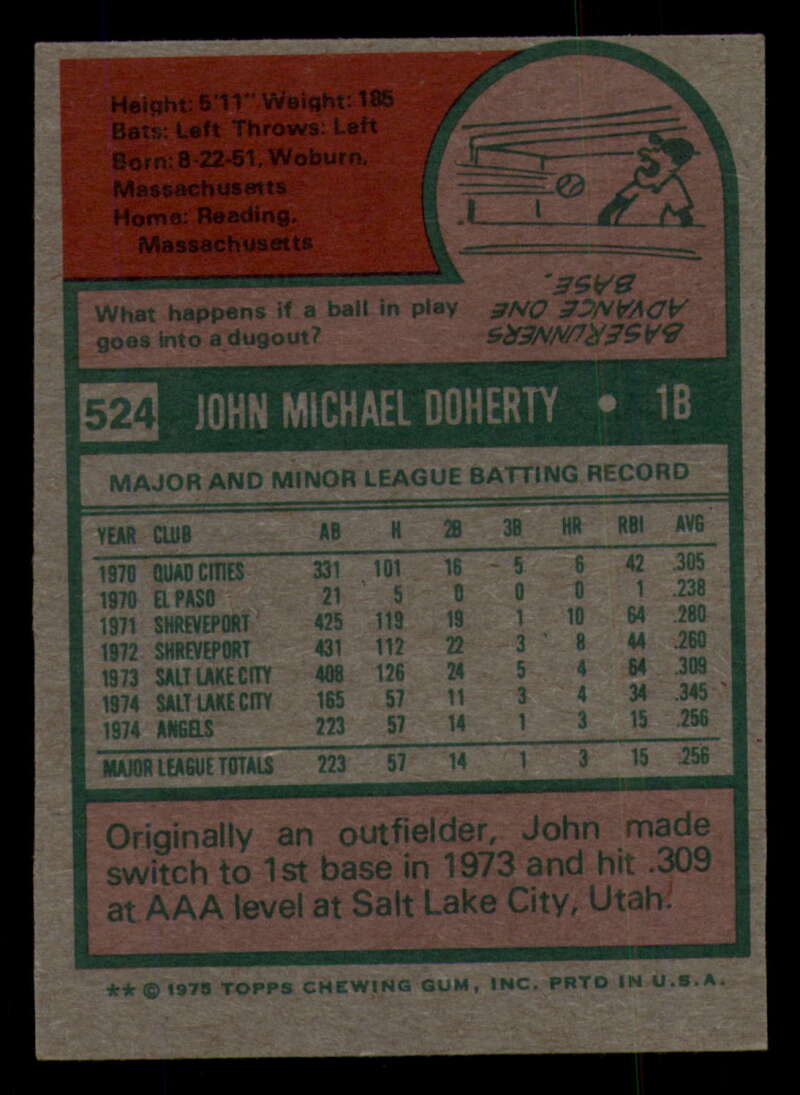 Height: 5'11" Weight: 185
Bats: Left Throws: Left
Born: 8-22-51, Woburn,
Massachusetts
Home: Reading,
Massachusetts
What happens if a ball in play
goes into a dugout?
BASERUNNERS
ADVANCE ONE
BASE.
524 JOHN MICHAEL DOHERTY • 1B
MAJOR AND MINOR LEAGUE BATTING RECORD
YEAR CLUB AB H 2B 3B HR RBI AVG
1970 QUAD CITIES 331 101 16 5 6 42 .305
1970 EL PASO 21 5 0 0 0 1 .238
1971 SHREVEPORT 425 119 19 1 10 64 .280
1972 SHREVEPORT 431 112 22 3 8 44 .260
1973 SALT LAKE CITY 408 126 24 5 4 64 .309
1974 SALT LAKE CITY 165 57 11 3 4 34 .345
1974 ANGELS 223 57 14 1 3 15 .256
MAJOR LEAGUE TOTALS 223 57 14 1 3 15 .256
Originally an outfielder, John made
switch to 1st base in 1973 and hit .309
at AAA level at Salt Lake City, Utah.
** © 1975 TOPPS CHEWING GUM, INC. PRTD IN U.S.A.